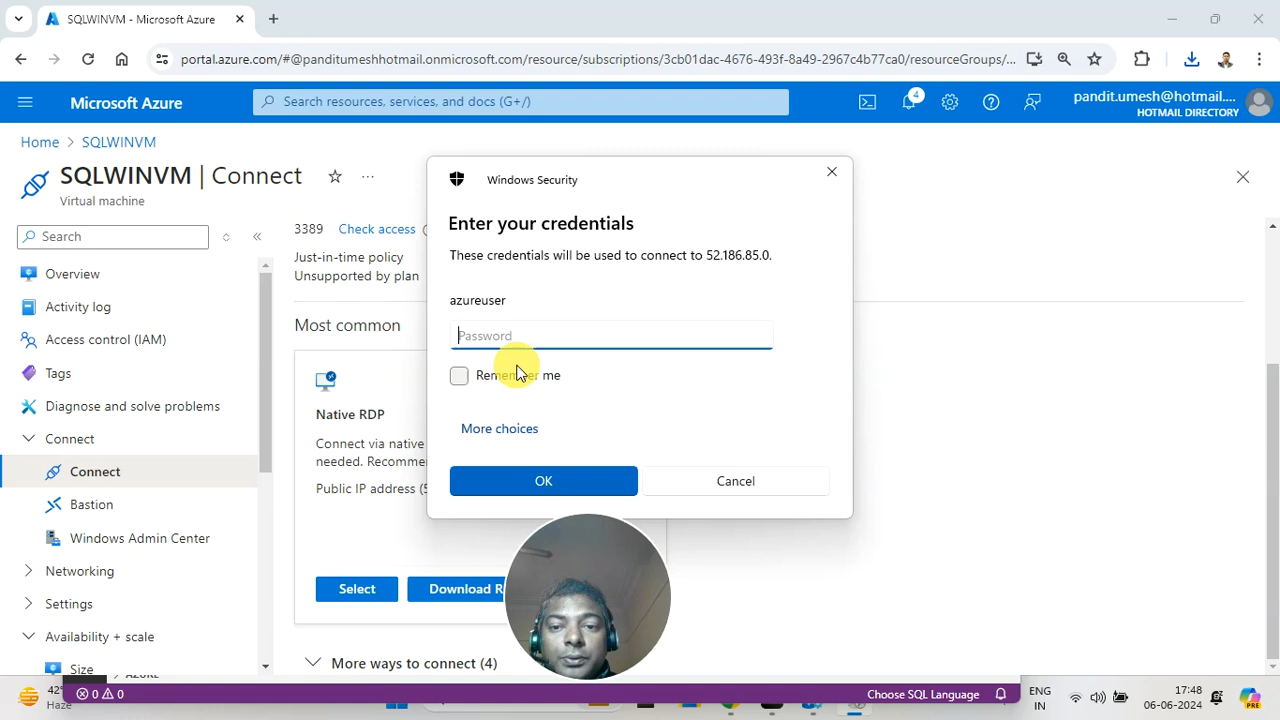 SQLWINVM - Microsoft Azure
portal.azure.com/#@panditumeshhotmail.onmicrosoft.com/resource/subscriptions/3cb01dac-4676-493f-8a49-2967c4b77ca0/resourceGroups/...
Microsoft Azure
Search resources, services, and docs (G+/)
4
pandit.umesh@hotmail....
HOTMAIL DIRECTORY
Home > SQLWINVM
SQLWINVM | Connect
Virtual machine
Search
Overview
Activity log
Access control (IAM)
Tags
Diagnose and solve problems
Connect
Connect
Bastion
Windows Admin Center
Networking
Settings
Availability + scale
Size
3389 Check access
Just-in-time policy
Unsupported by plan
Most common
Native RDP
Connect via native
needed.
Public IP address
Select
Download
More ways to connect (4)
Windows Security
Enter your credentials
These credentials will be used to connect to 52.186.85.0.
azureuser
Password
Remember me
More choices
OK
Cancel
AZURE
0 0
Choose SQL Language
Haze
ENG
IN
17:48
06-06-2024
PRE